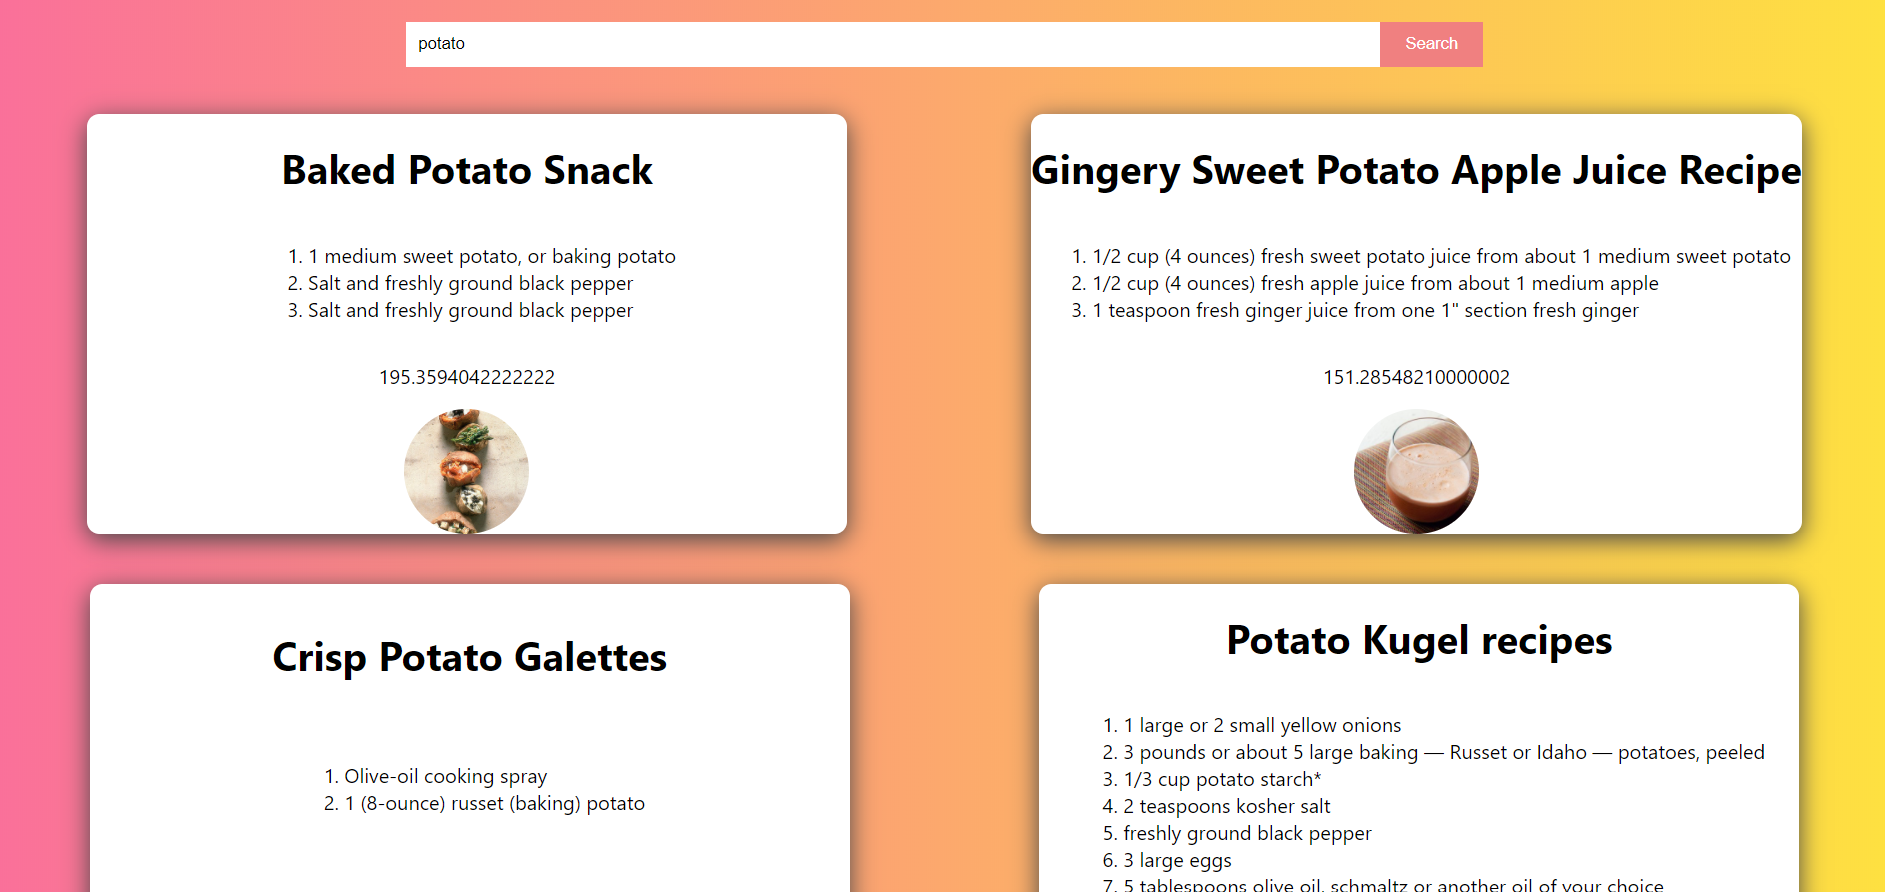 potato
Search
Baked Potato Snack
1. 1 medium sweet potato, or baking potato
2. Salt and freshly ground black pepper
3. Salt and freshly ground black pepper
195.3594042222222
Gingery Sweet Potato Apple Juice Recipe
1. 1/2 cup (4 ounces) fresh sweet potato juice from about 1 medium sweet potato
2. 1/2 cup (4 ounces) fresh apple juice from about 1 medium apple
3. 1 teaspoon fresh ginger juice from one 1" section fresh ginger
151.28548210000002
Crisp Potato Galettes
1. Olive-oil cooking spray
2. 1 (8-ounce) russet (baking) potato
Potato Kugel recipes
1. 1 large or 2 small yellow onions
2. 3 pounds or about 5 large baking — Russet or Idaho — potatoes, peeled
3. 1/3 cup potato starch*
4. 2 teaspoons kosher salt
5. freshly ground black pepper
6. 3 large eggs
7. 5 tablespoons olive oil, schmaltz or another oil of your choice